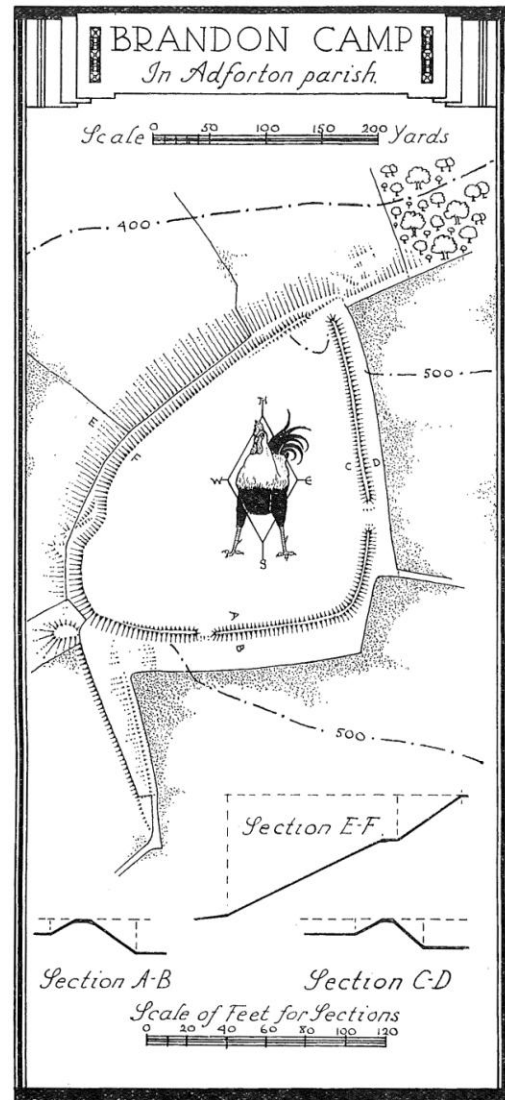 BRANDON CAMP
In Adforton parish.
Scale 0 50 100 150 200 Yards
400
500
N
E
F
C D
W E
S
A
B
500
Section E-F
Section A-B
Section C-D
Scale of Feet for Sections
0 10 20 40 60 80 100 120